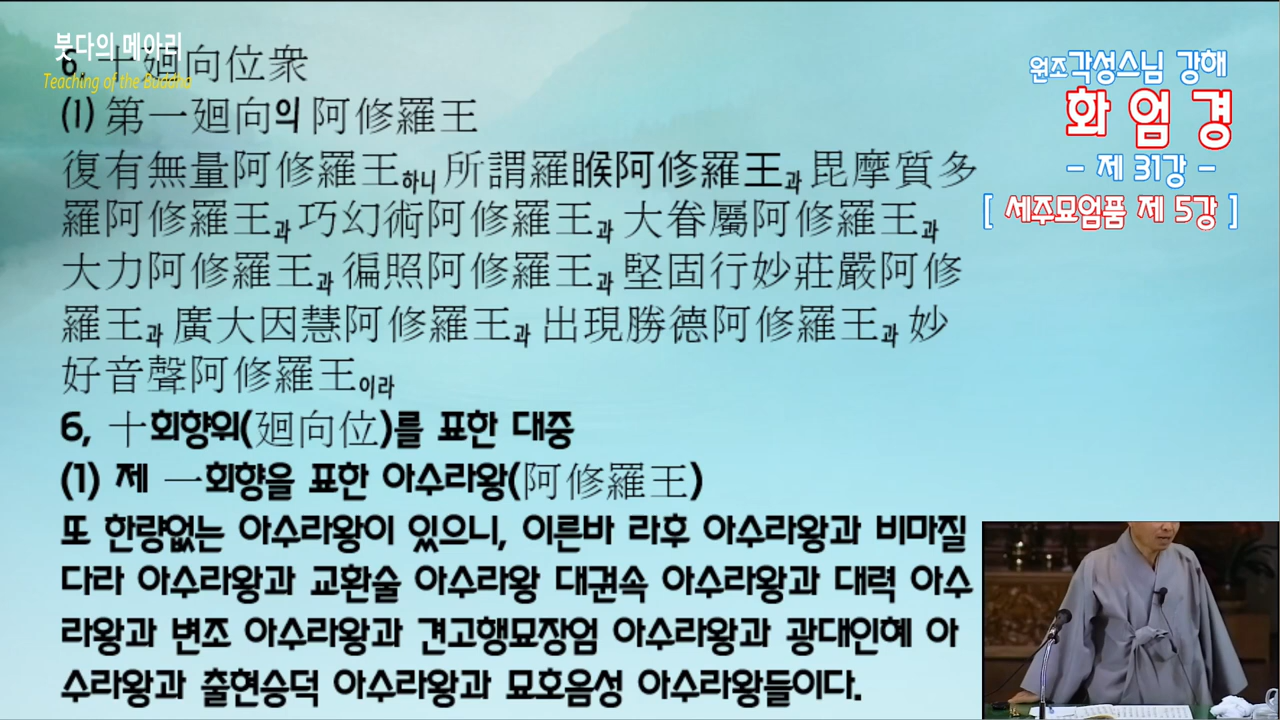 붓다의 메아리
Teaching of the Buddha
6, 十廻向位衆
(1) 第一廻向의 阿修羅王
復有無量阿修羅王하니 所謂羅睺阿修羅王과 毘摩質多
羅阿修羅王과 巧幻術阿修羅王과 大眷屬阿修羅王과
大力阿修羅王과 徧照阿修羅王과 堅固行妙莊嚴阿修
羅王과 廣大因慧阿修羅王과 出現勝德阿修羅王과 妙
好音聲阿修羅王이라
6, 十회향위(廻向位)를 표한 대중
(1) 제 一회향을 표한 아수라왕(阿修羅王)
또 한량없는 아수라왕이 있으니, 이른바 라후 아수라왕과 비마질
다라 아수라왕과 교환술 아수라왕 대권속 아수라왕과 대력 아수
라왕과 변조 아수라왕과 견고행묘장엄 아수라왕과 광대인혜 아
수라왕과 출현승덕 아수라왕과 묘호음성 아수라왕들이다.
원조각성스님 강해
화 엄 경
- 제 31강 -
[ 세주묘엄품 제 5강 ]